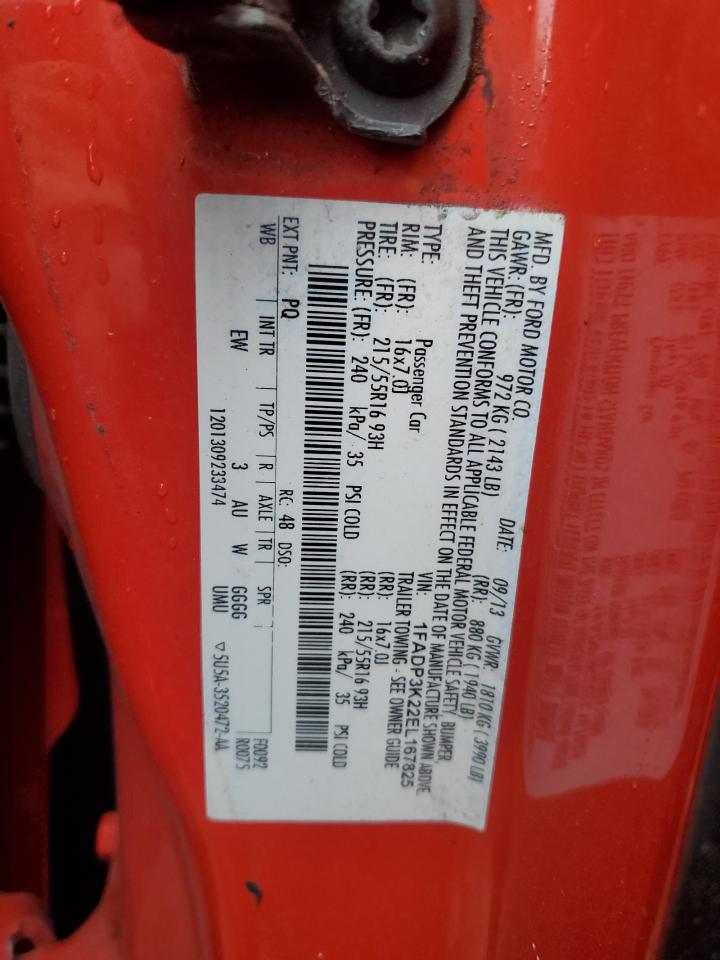 MFD. BY FORD MOTOR CO. DATE: 09/13 GVWR: 1810 KG ( 3990 LB)
GAWR: (FR): 972 KG ( 2143 LB) (RR): 880 KG ( 1940 LB)
THIS VEHICLE CONFORMS TO ALL APPLICABLE FEDERAL MOTOR VEHICLE SAFETY, BUMPER,
AND THEFT PREVENTION STANDARDS IN EFFECT ON THE DATE OF MANUFACTURE SHOWN ABOVE.
VIN: 1FADP3K22EL167825
TYPE: Passenger Car TRAILER TOWING - SEE OWNER GUIDE
RIM: (FR): 16x7.0J (RR): 16x7.0J
TIRE: (FR): 215/55R16 93H (RR): 215/55R16 93H
PRESSURE: (FR): 240 kPa/ 35 PSI COLD (RR): 240 kPa/ 35 PSI COLD
EXT PNT: PQ RC: 48 DSO: F0092
WB INT TR TP/PS R AXLE TR SPR R0075
EW 3 AU W GGGG
1201309233474 UMU ▽5U5A-3520472-AA